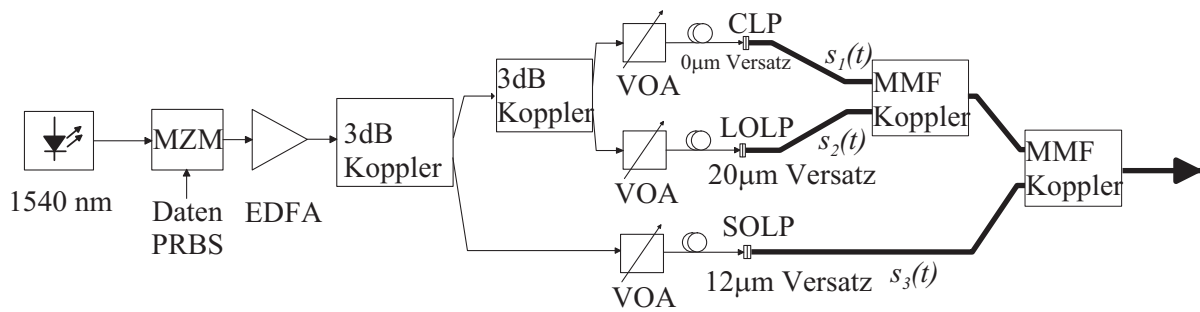 1540 nm
MZM
Daten
PRBS
EDFA
3dB
Koppler
3dB
Koppler
VOA
CLP
0μm Versatz
s₁(t)
VOA
LOLP
20μm Versatz
s₂(t)
MMF
Koppler
VOA
SOLP
12μm Versatz
s₃(t)
MMF
Koppler